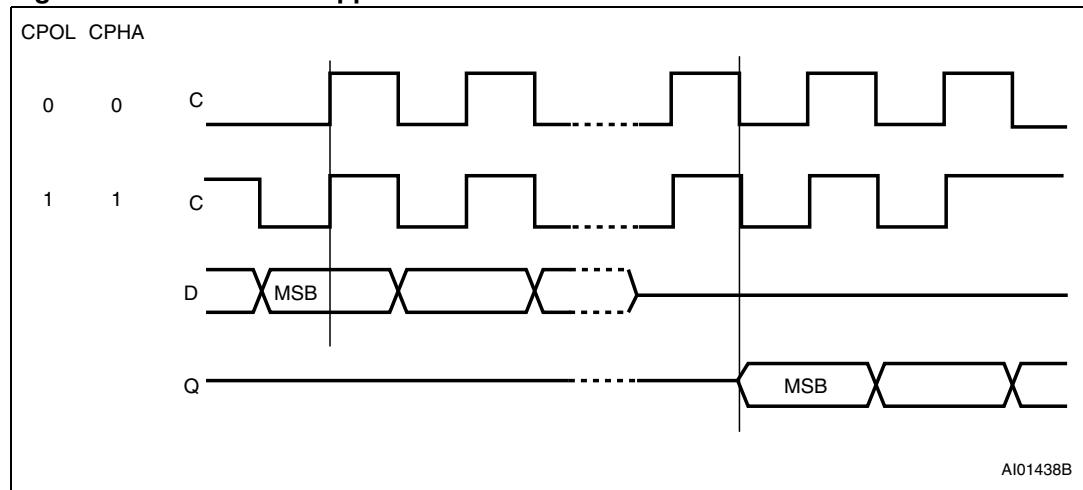 CPOL CPHA
0 0 C
1 1 C
D MSB
Q MSB
AI01438B